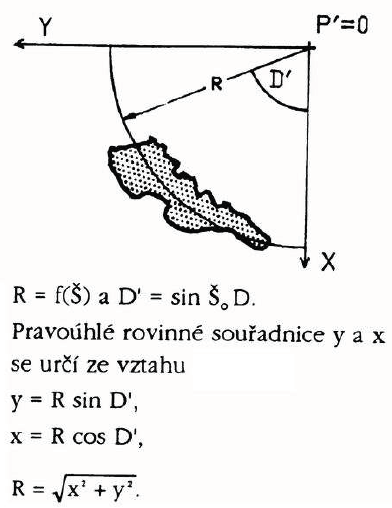 Y
P'=0
R
D'
X
R = f(Š) a D' = sin Š₀ D.
Pravoúhlé rovinné souřadnice y a x
se určí ze vztahu
y = R sin D',
x = R cos D',
R = √x² + y².